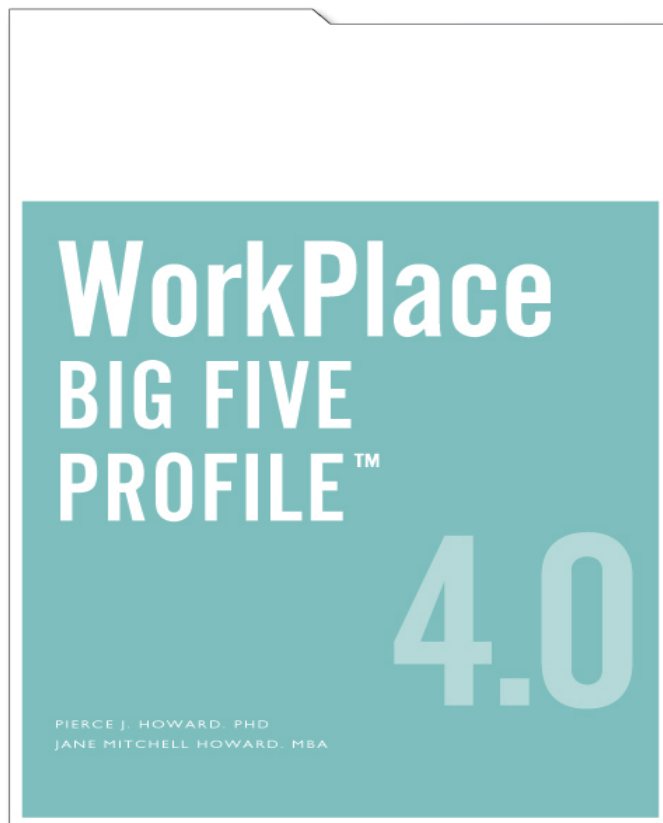 WorkPlace
BIG FIVE
PROFILE™
4.0
PIERCE J. HOWARD. PHD
JANE MITCHELL HOWARD. MBA